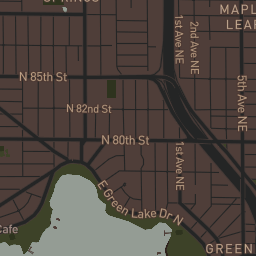 SPRINGS
MAPL
LEAF
1st Ave NE
2nd Ave NE
N 85th St
5th Ave NE
N 82nd St
N 80th St
1st Ave NE
E Green Lake Dr N
Cafe
GREEN